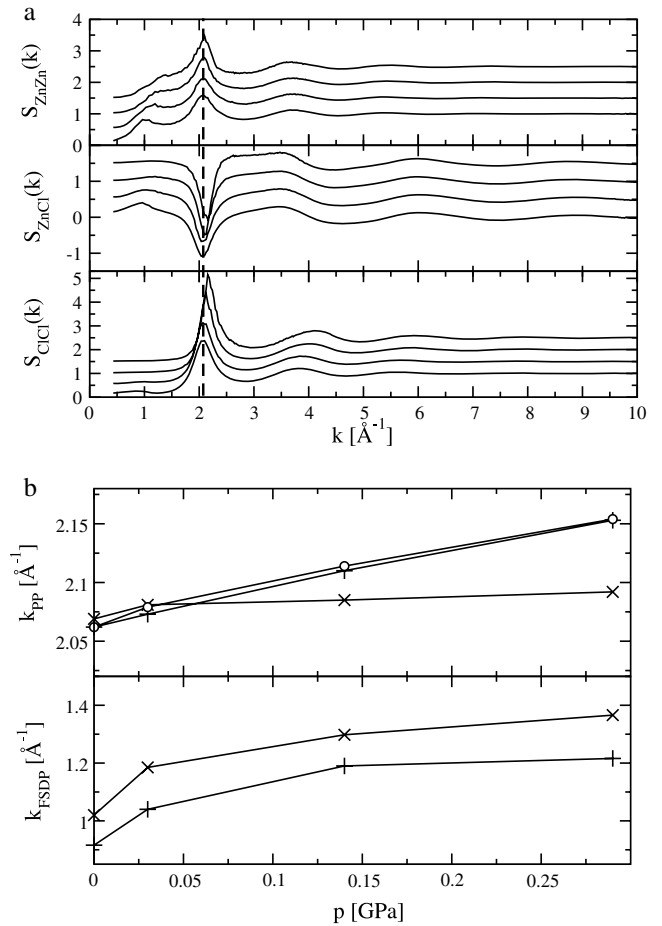 a
S_ZnZn(k)
4
3
2
1
0
S_ZnCl(k)
1
0
-1
S_ClCl(k)
5
4
3
2
1
0
0 1 2 3 4 5 6 7 8 9 10
k [Å⁻¹]
b
k_PP [Å⁻¹]
2.15
2.10
2.05
k_FSDP [Å⁻¹]
1.4
1.2
1
0 0.05 0.1 0.15 0.2 0.25
p [GPa]